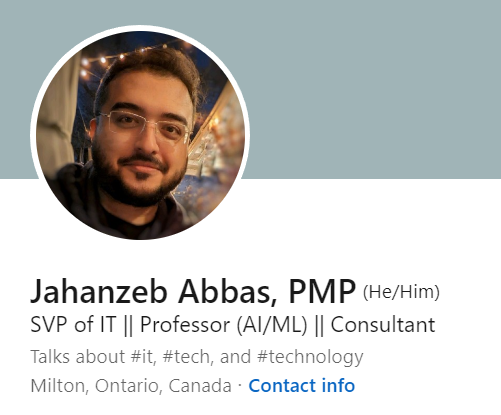 Jahanzeb Abbas, PMP (He/Him)
SVP of IT || Professor (AI/ML) || Consultant
Talks about #it, #tech, and #technology
Milton, Ontario, Canada · Contact info